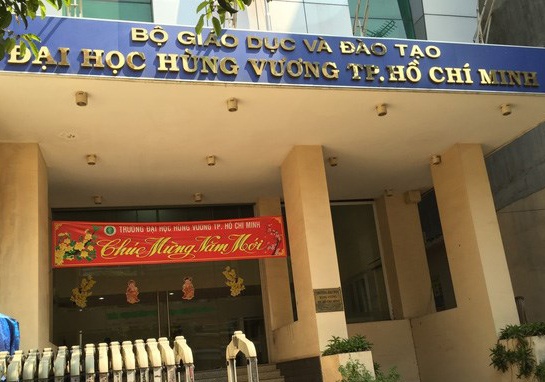 BỘ GIÁO DỤC VÀ ĐÀO TẠO
ĐẠI HỌC HÙNG VƯƠNG TP. HỒ CHÍ MINH
TRƯỜNG ĐẠI HỌC HÙNG VƯƠNG TP. HỒ CHÍ MINH
Chúc Mừng Năm Mới